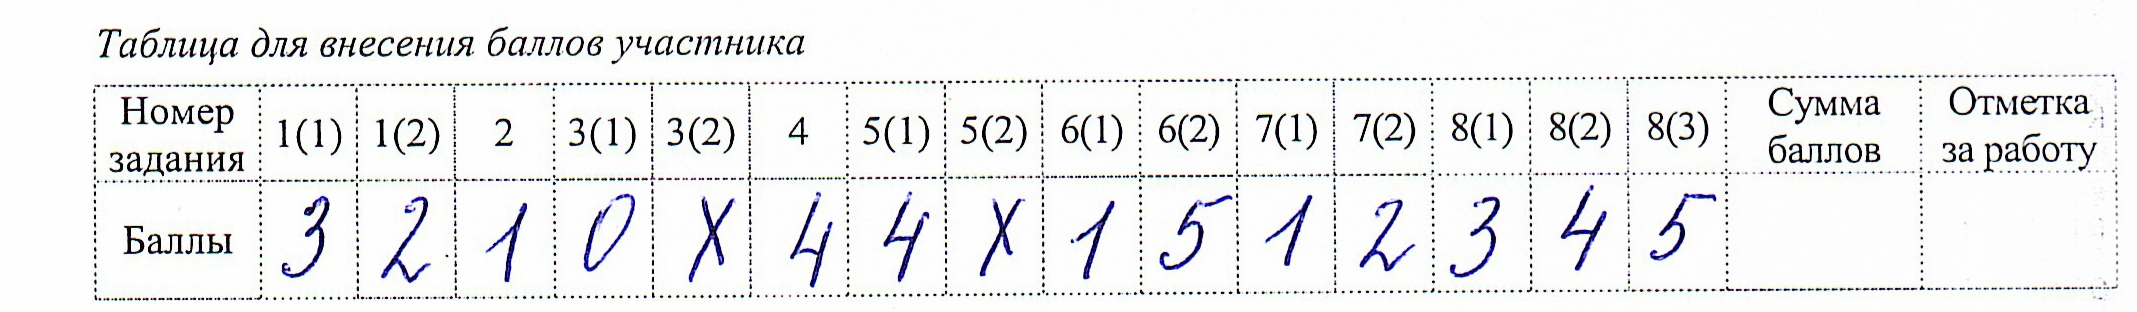 Таблица для внесения баллов участника
Номер задания 1(1) 1(2) 2 3(1) 3(2) 4 5(1) 5(2) 6(1) 6(2) 7(1) 7(2) 8(1) 8(2) 8(3) Сумма баллов Отметка за работу
Баллы 3 2 1 0 X 4 4 X 1 5 1 2 3 4 5